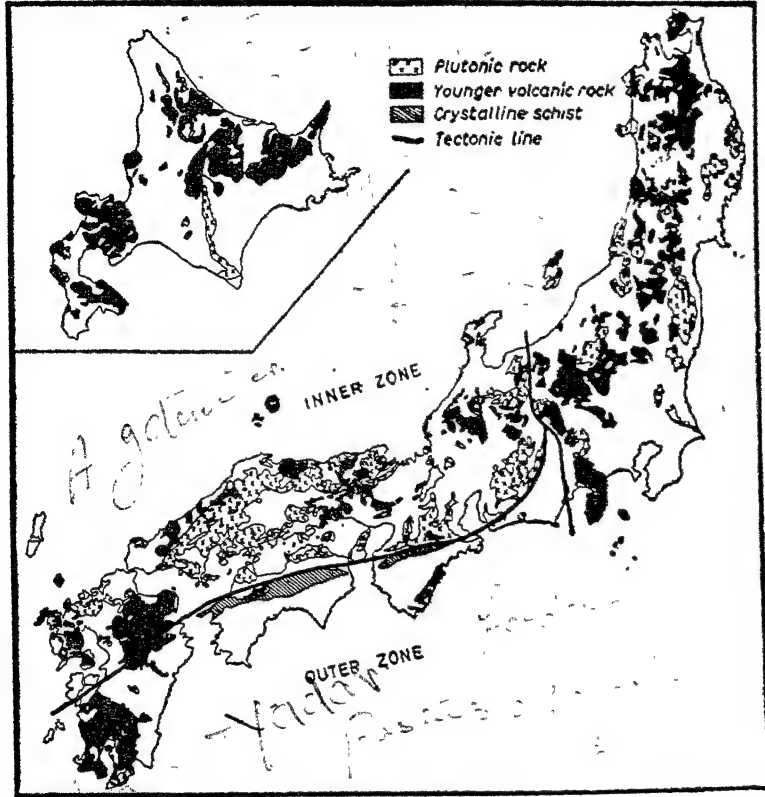 Plutonic rock
Younger volcanic rock
Crystalline schist
Tectonic line
INNER ZONE
OUTER ZONE
Yadav